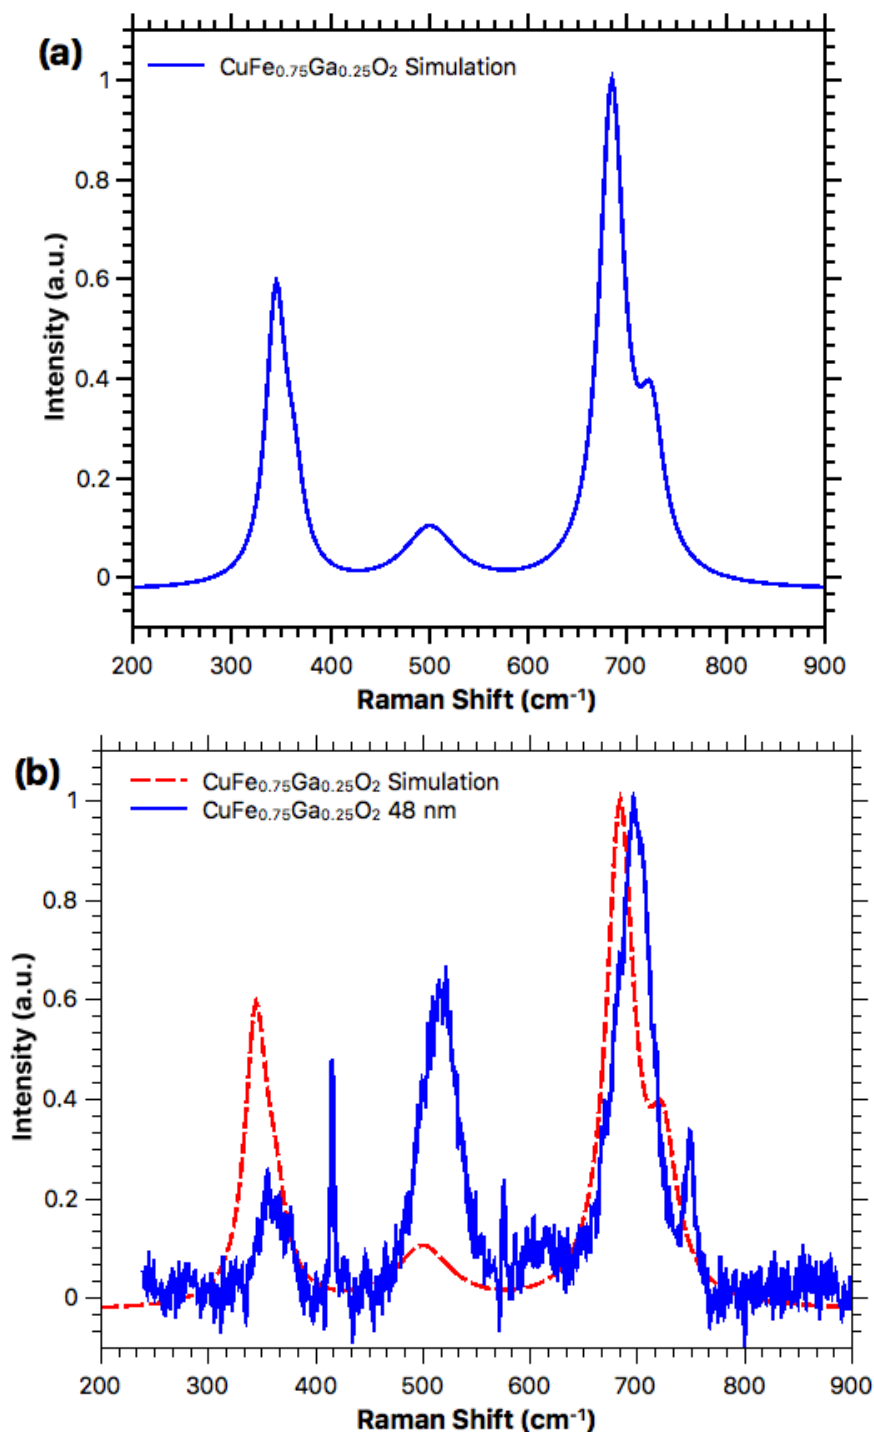 (a)
CuFe₀.₇₅Ga₀.₂₅O₂ Simulation
1
0.8
0.6
0.4
0.2
0
Intensity (a.u.)
200 300 400 500 600 700 800 900
Raman Shift (cm⁻¹)
(b)
CuFe₀.₇₅Ga₀.₂₅O₂ Simulation
CuFe₀.₇₅Ga₀.₂₅O₂ 48 nm
1
0.8
0.6
0.4
0.2
0
Intensity (a.u.)
200 300 400 500 600 700 800 900
Raman Shift (cm⁻¹)